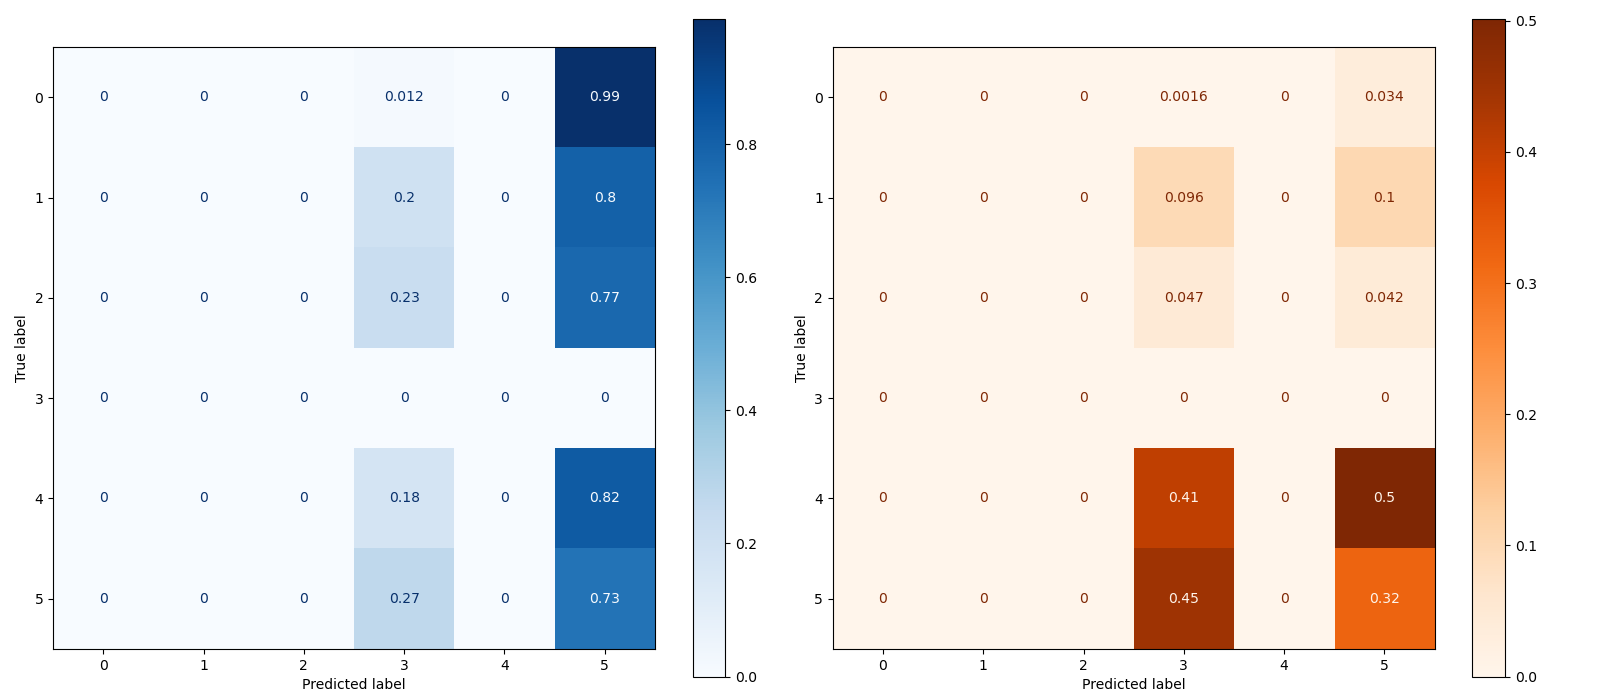 0 0 0 0 0.012 0 0.99
1 0 0 0 0.2 0 0.8
2 0 0 0 0.23 0 0.77
3 0 0 0 0 0 0
4 0 0 0 0.18 0 0.82
5 0 0 0 0.27 0 0.73
0 1 2 3 4 5
True label
Predicted label
0.8
0.6
0.4
0.2
0.0
0 0 0 0 0.0016 0 0.034
1 0 0 0 0.096 0 0.1
2 0 0 0 0.047 0 0.042
3 0 0 0 0 0 0
4 0 0 0 0.41 0 0.5
5 0 0 0 0.45 0 0.32
0 1 2 3 4 5
True label
Predicted label
0.5
0.4
0.3
0.2
0.1
0.0